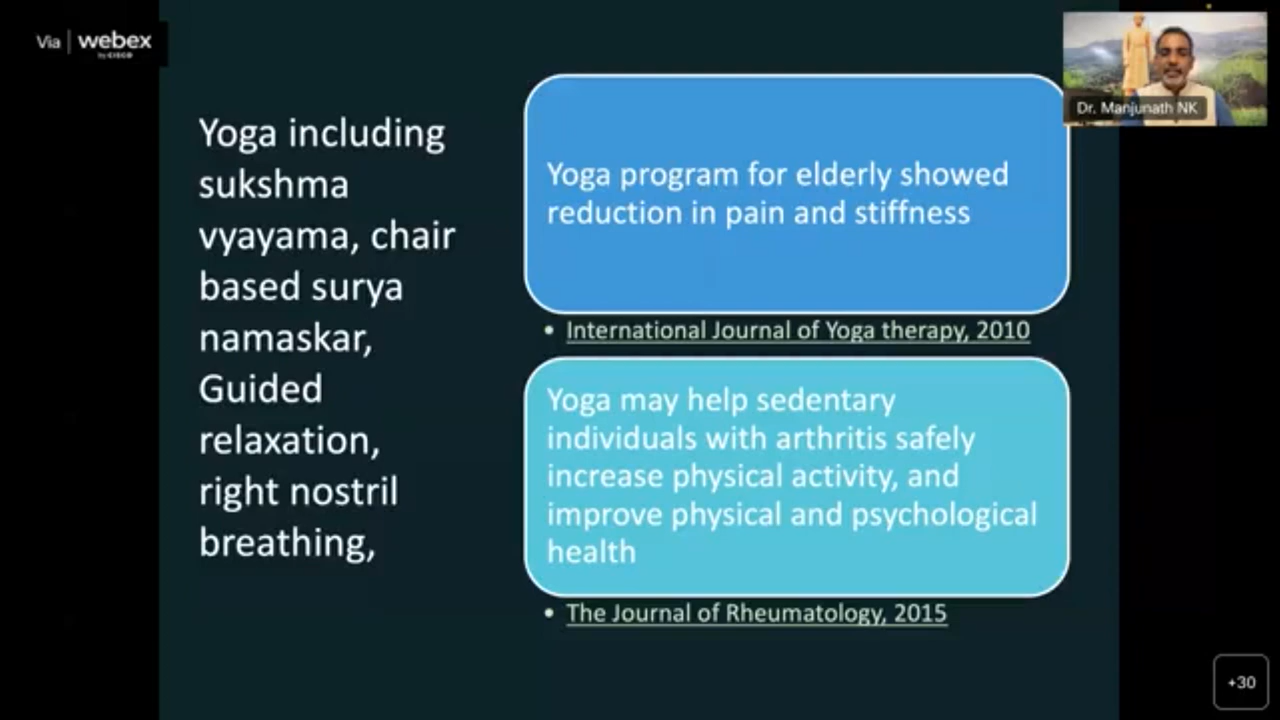 Via | webex
by CISCO
Dr. Manjunath NK
Yoga including
sukshma
vyayama, chair
based surya
namaskar,
Guided
relaxation,
right nostril
breathing,
Yoga program for elderly showed
reduction in pain and stiffness
• International Journal of Yoga therapy, 2010
Yoga may help sedentary
individuals with arthritis safely
increase physical activity, and
improve physical and psychological
health
• The Journal of Rheumatology, 2015
+30